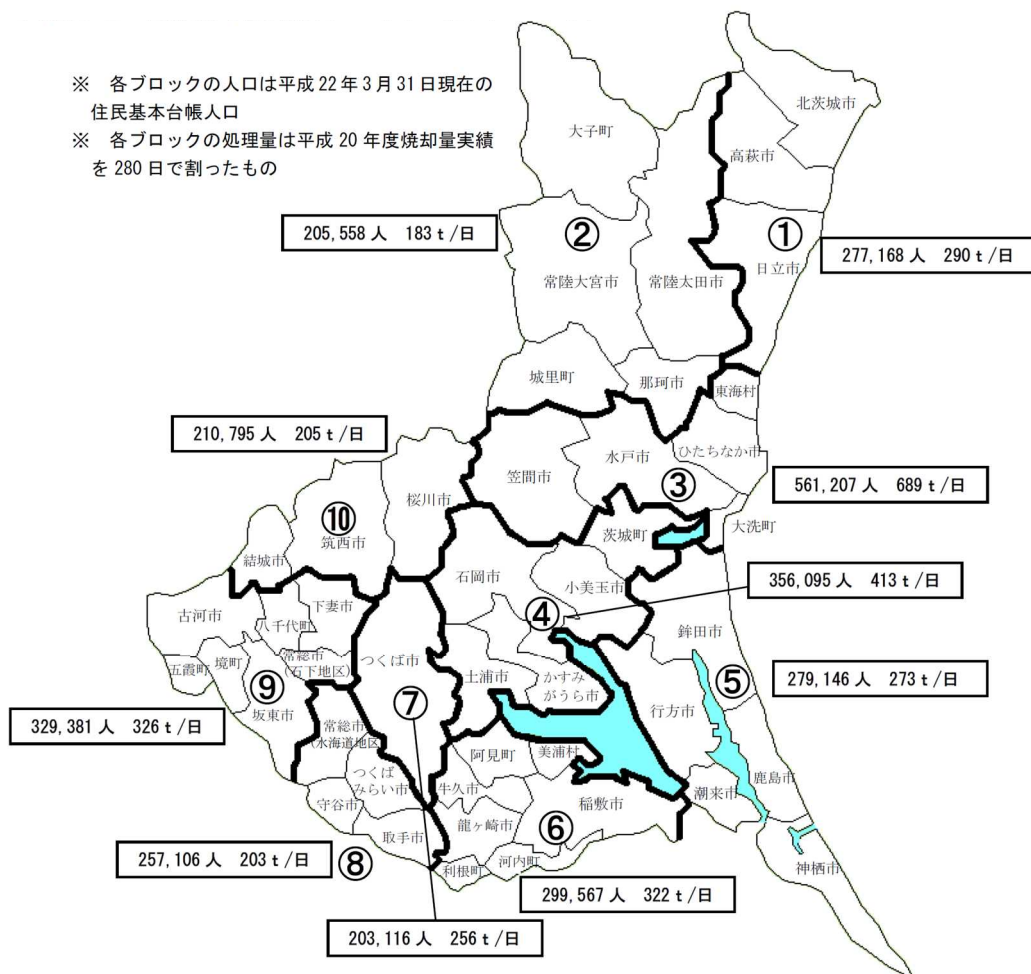 ※ 各ブロックの人口は平成22年3月31日現在の
住民基本台帳人口
※ 各ブロックの処理量は平成20年度焼却量実績
を280日で割ったもの
北茨城市
大子町
高萩市
205,558人 183t/日
②
①
277,168人 290t/日
日立市
常陸大宮市
常陸太田市
城里町
那珂市
東海村
210,795人 205t/日
笠間市
水戸市
ひたちなか市
③
561,207人 689t/日
桜川市
⑩
筑西市
茨城町
大洗町
結城市
石岡市
小美玉市
356,095人 413t/日
古河市
八千代町
下妻市
④
鉾田市
五霞町
境町
常総市
(石下地区)
つくば市
土浦市
かすみ
がうら市
⑤
279,146人 273t/日
⑨
坂東市
⑦
行方市
329,381人 326t/日
常総市
(水海道地区)
阿見町
美浦村
鹿島市
つくば
みらい市
牛久市
稲敷市
潮来市
守谷市
取手市
龍ヶ崎市
⑥
257,106人 203t/日
⑧
利根町
河内町
神栖市
299,567人 322t/日
203,116人 256t/日